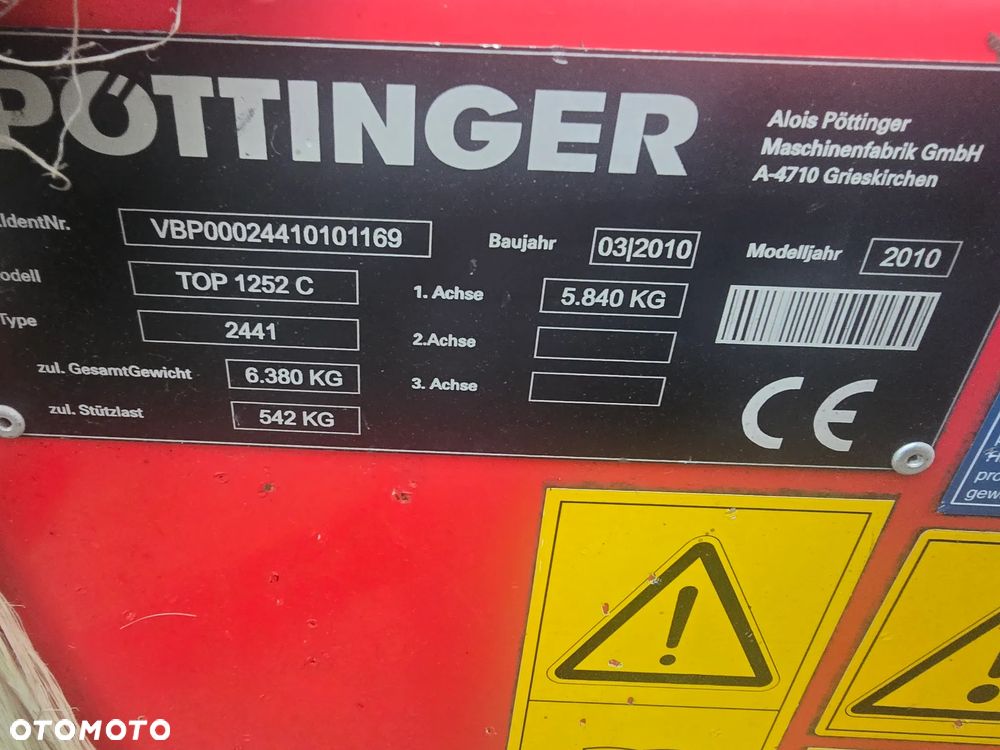 PÖTTINGER
Alois Pöttinger
Maschinenfabrik GmbH
A-4710 Grieskirchen
.IdentNr. VBP00024410101169 Baujahr 03|2010 Modelljahr 2010
odell TOP 1252 C 1. Achse 5.840 KG
Type 2441 2.Achse
zul. GesamtGewicht 6.380 KG 3. Achse
zul. Stützlast 542 KG
CE
pro
gew
OTOMOTO